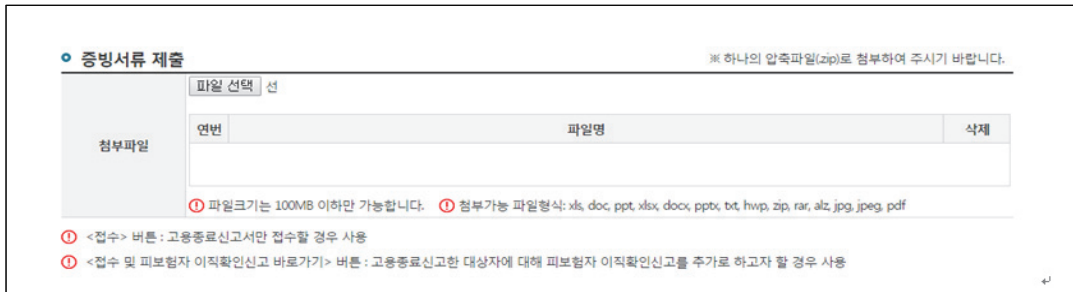 증빙서류 제출
※ 하나의 압축파일(zip)로 첨부하여 주시기 바랍니다.
파일 선택 선
첨부파일
연번 파일명 삭제
파일크기는 100MB 이하만 가능합니다. 첨부가능 파일형식: xls, doc, ppt, xlsx, docx, pptx, txt, hwp, zip, rar, alz, jpg, jpeg, pdf
<접수> 버튼 : 고용종료신고서만 접수할 경우 사용
<접수 및 피보험자 이직확인신고 바로가기> 버튼 : 고용종료신고한 대상자에 대해 피보험자 이직확인신고를 추가로 하고자 할 경우 사용